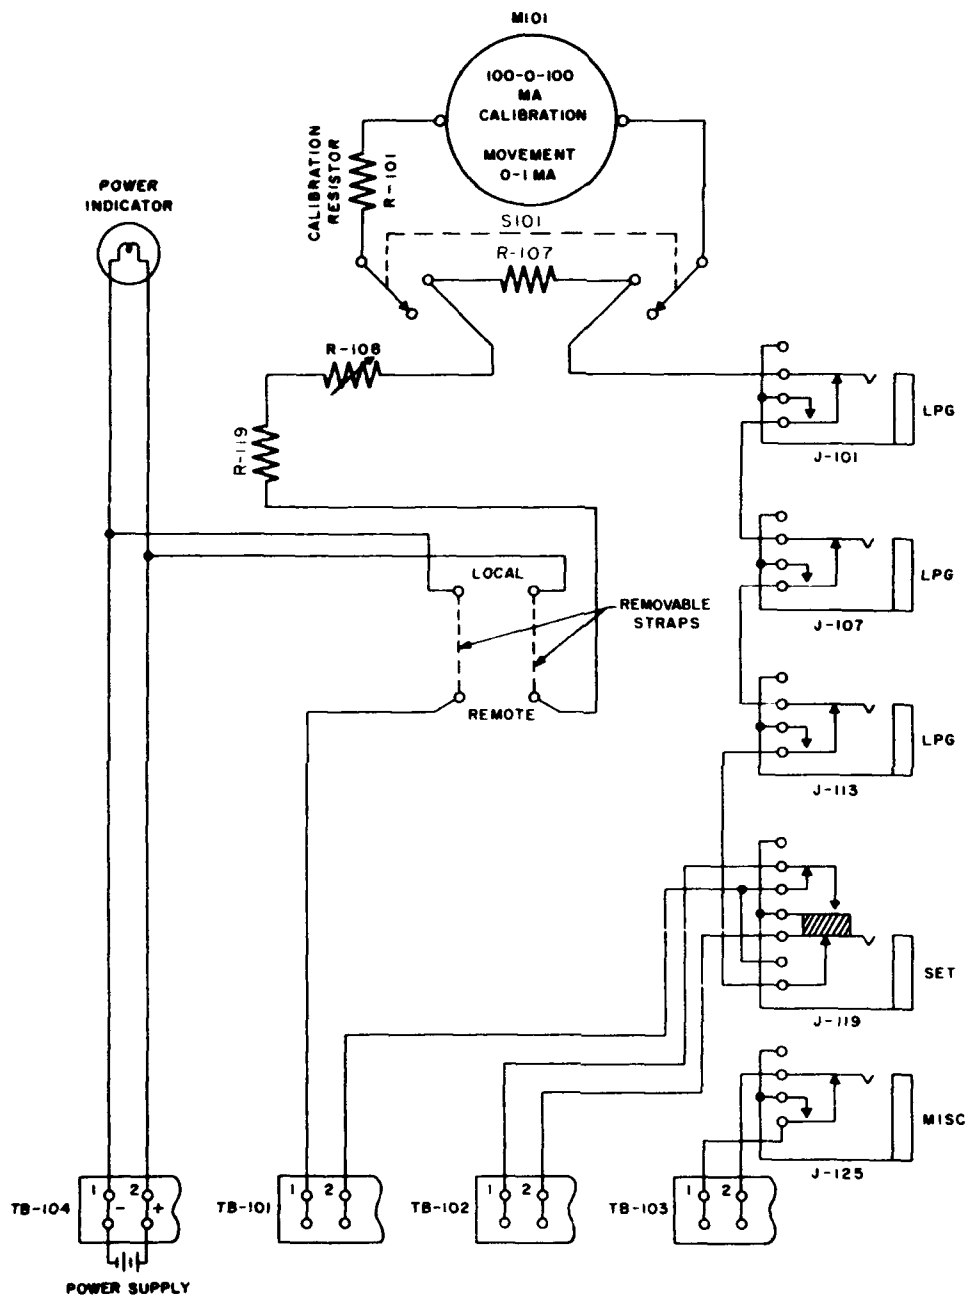 M101
100-0-100
MA
CALIBRATION
MOVEMENT
0-1 MA
CALIBRATION
RESISTOR
R-101
POWER
INDICATOR
S101
R-107
R-108
R-119
LPG
J-101
LOCAL
REMOVABLE
STRAPS
LPG
J-107
REMOTE
LPG
J-113
SET
J-119
MISC
J-125
TB-104
1
2
-
+
TB-101
1
2
TB-102
1
2
TB-103
1
2
POWER SUPPLY